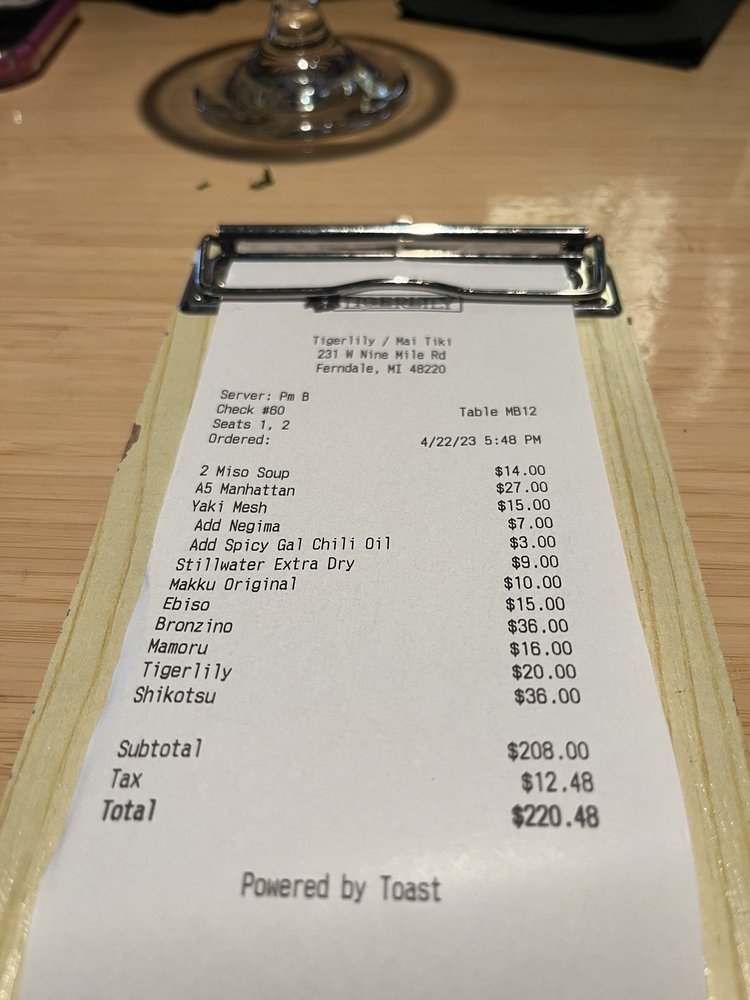 TIGERLILY
Tigerlily / Mai Tiki
231 W Nine Mile Rd
Ferndale, MI 48220
Server: Pm B
Check #60 Table MB12
Seats 1, 2
Ordered: 4/22/23 5:48 PM
2 Miso Soup $14.00
A5 Manhattan $27.00
Yaki Mesh $15.00
Add Negima $7.00
Add Spicy Gal Chili Oil $3.00
Stillwater Extra Dry $9.00
Makku Original $10.00
Ebiso $15.00
Bronzino $36.00
Mamoru $16.00
Tigerlily $20.00
Shikotsu $36.00
Subtotal $208.00
Tax $12.48
Total $220.48
Powered by Toast